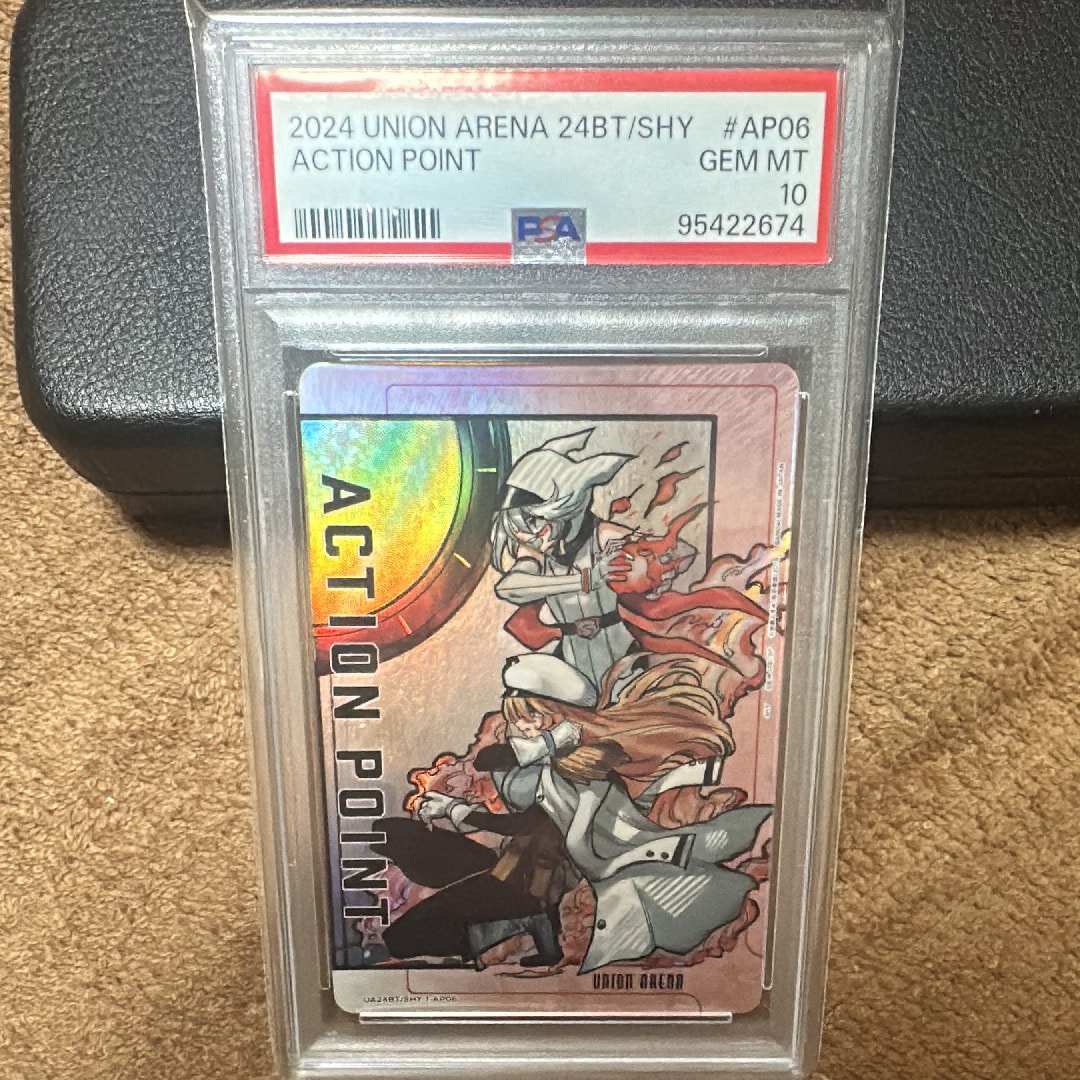 2024 UNION ARENA 24BT/SHY #AP06
ACTION POINT GEM MT
10
PSA 95422674
ACTION POINT
UNION ARENA
UA24BT/SHY-1-AP06